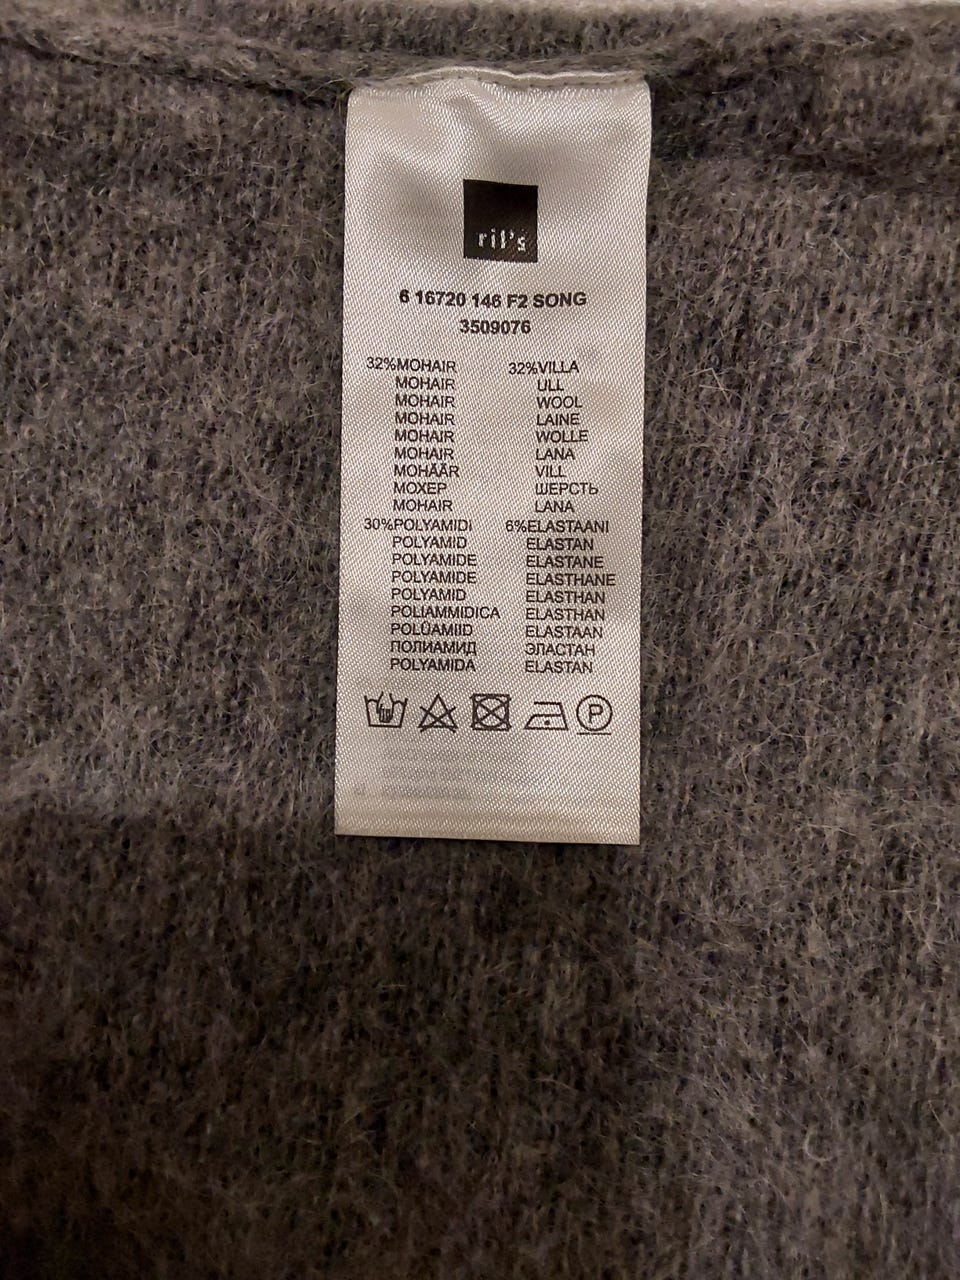 ril's
6 16720 146 F2 SONG
3509076
32%MOHAIR 32%VILLA
MOHAIR ULL
MOHAIR WOOL
MOHAIR LAINE
MOHAIR WOLLE
MOHAIR LANA
MOHÄÄR VILL
МОХЕР ШЕРСТЬ
MOHAIR LANA
30%POLYAMIDI 6%ELASTAANI
POLYAMID ELASTAN
POLYAMIDE ELASTANE
POLYAMIDE ELASTHANE
POLYAMID ELASTHAN
POLIAMMIDICA ELASTHAN
POLÜAMIID ELASTAAN
ПОЛИАМИД ЭЛАСТАН
POLYAMIDA ELASTAN
P